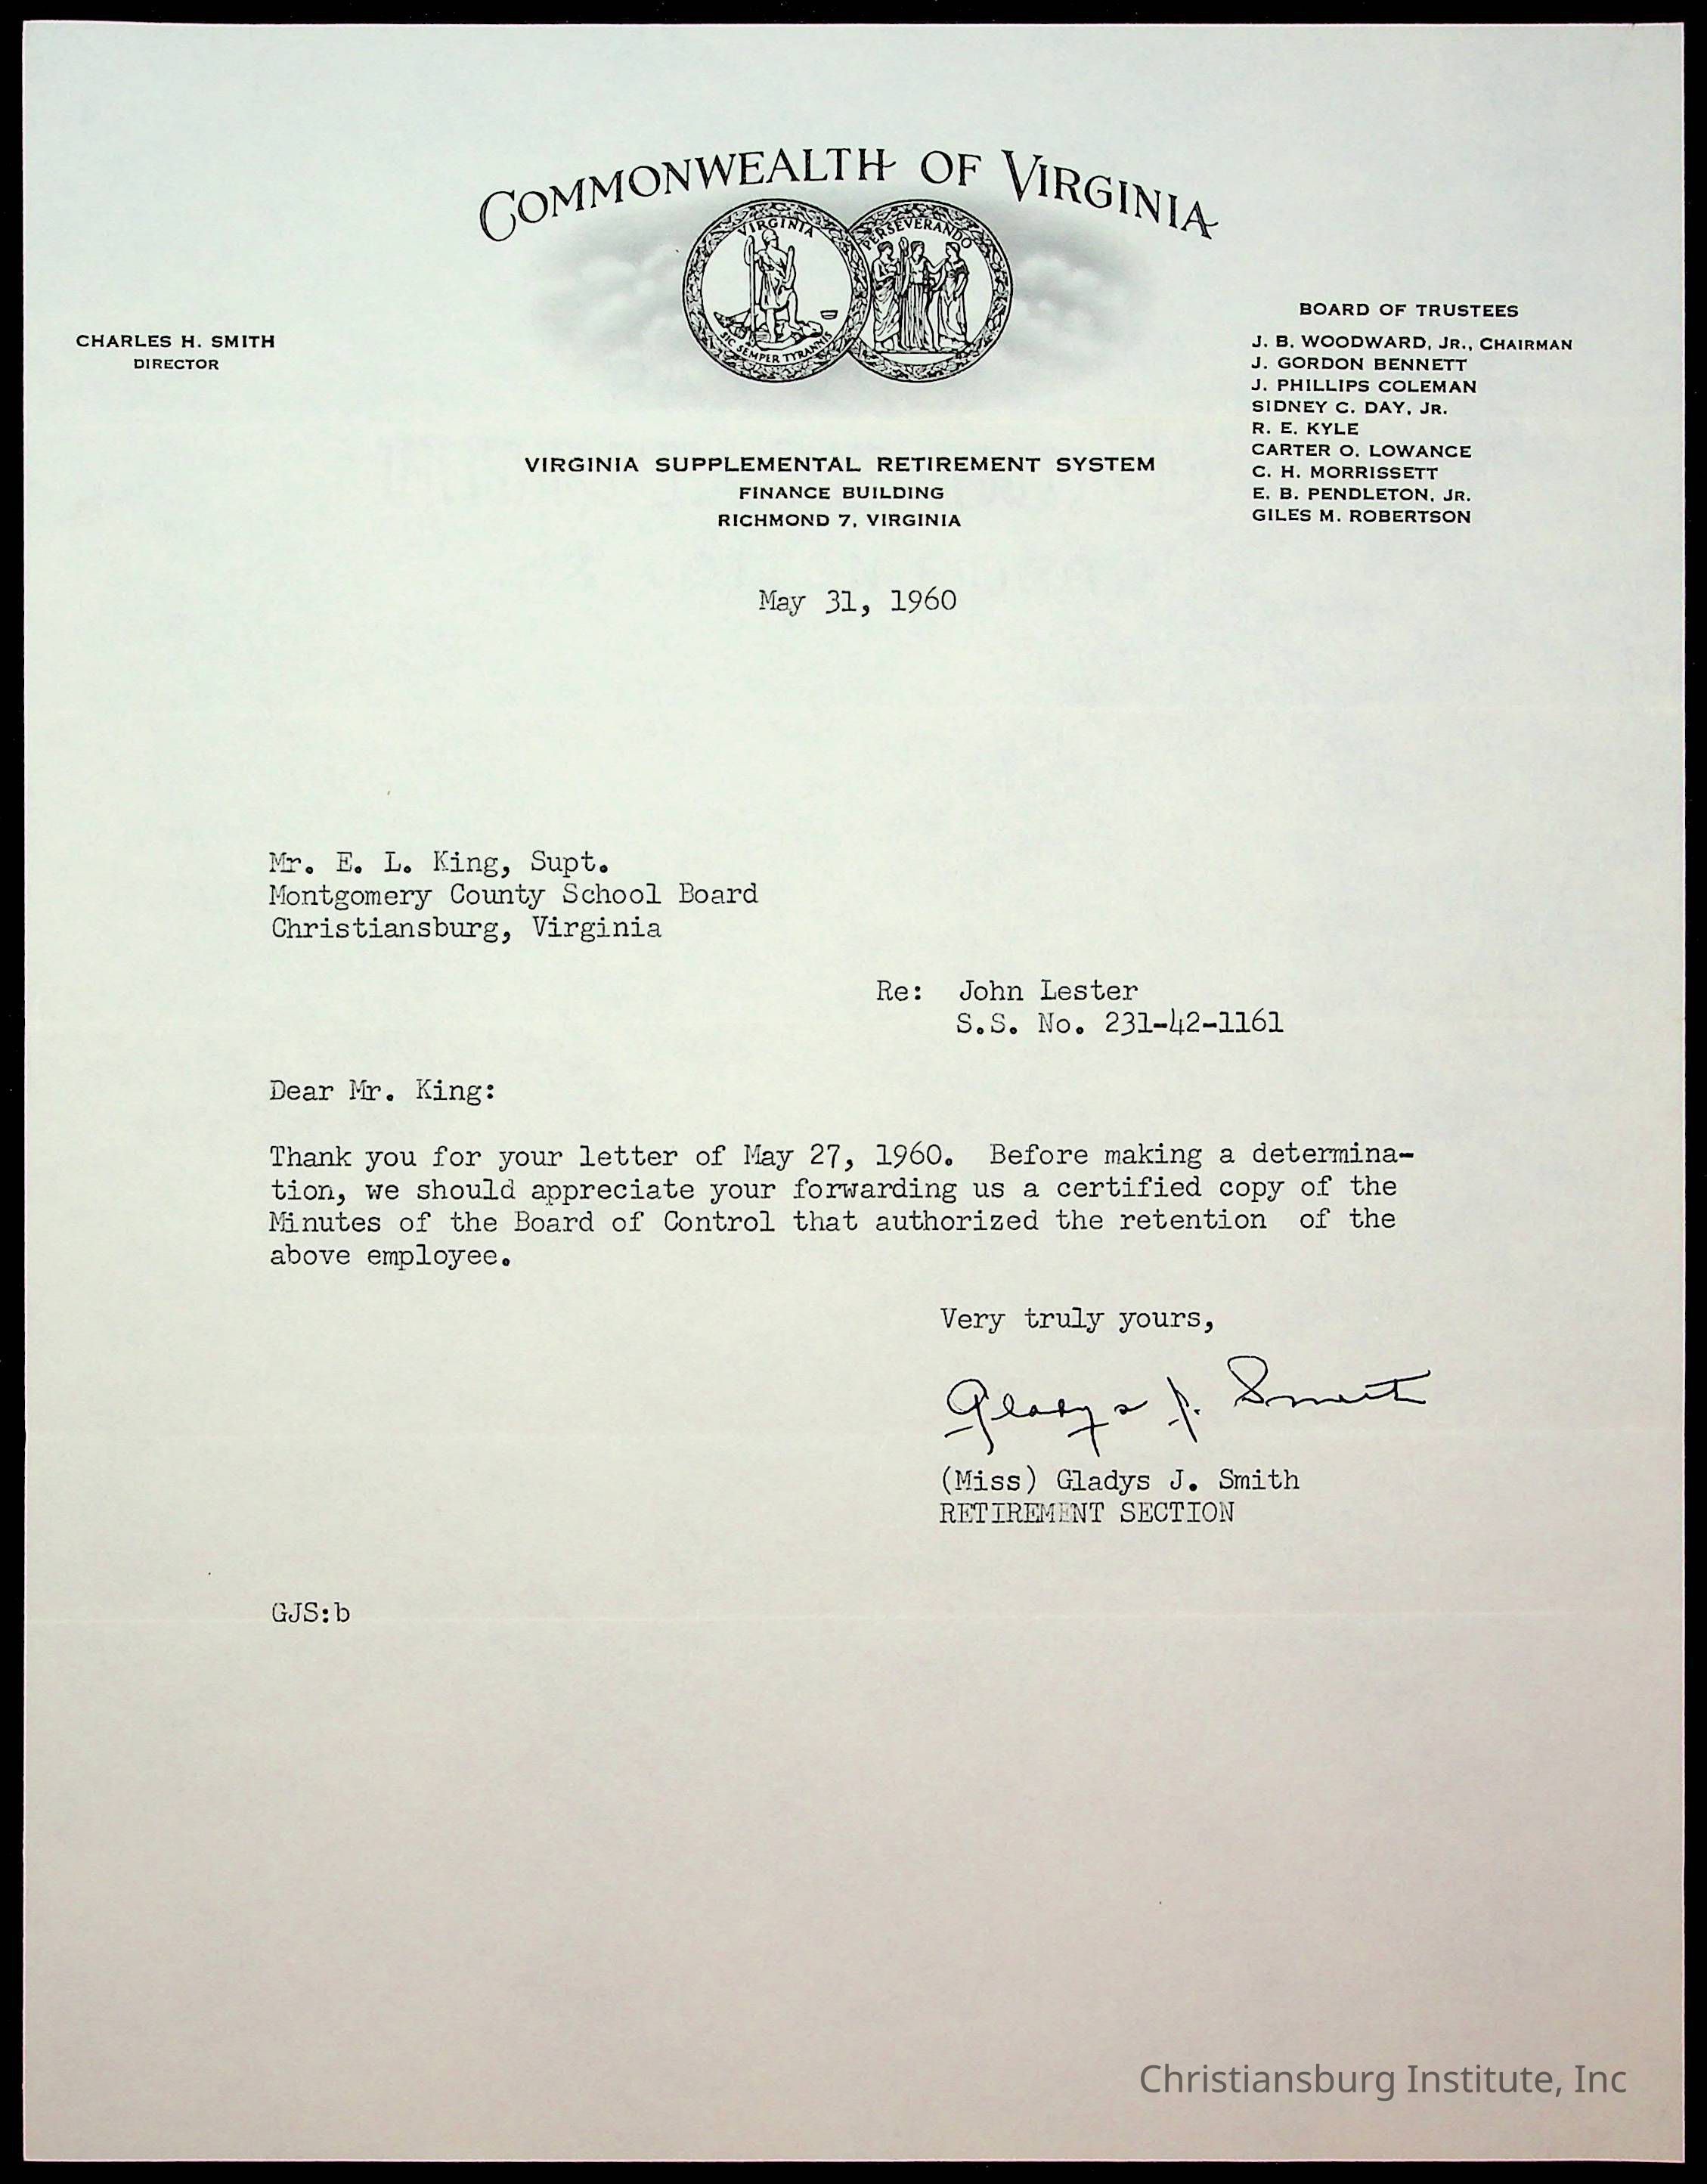 COMMONWEALTH OF VIRGINIA
VIRGINIA
SIC SEMPER TYRANNIS
PERSEVERANDO
CHARLES H. SMITH
DIRECTOR
BOARD OF TRUSTEES
J. B. WOODWARD, JR., CHAIRMAN
J. GORDON BENNETT
J. PHILLIPS COLEMAN
SIDNEY C. DAY, JR.
R. E. KYLE
CARTER O. LOWANCE
C. H. MORRISSETT
E. B. PENDLETON, JR.
GILES M. ROBERTSON
VIRGINIA SUPPLEMENTAL RETIREMENT SYSTEM
FINANCE BUILDING
RICHMOND 7, VIRGINIA
May 31, 1960
Mr. E. L. King, Supt.
Montgomery County School Board
Christiansburg, Virginia
Re: John Lester
S.S. No. 231-42-1161
Dear Mr. King:
Thank you for your letter of May 27, 1960. Before making a determina-
tion, we should appreciate your forwarding us a certified copy of the
Minutes of the Board of Control that authorized the retention of the
above employee.
Very truly yours,
Gladys J. Smith
(Miss) Gladys J. Smith
RETIREMENT SECTION
GJS:b
Christiansburg Institute, Inc